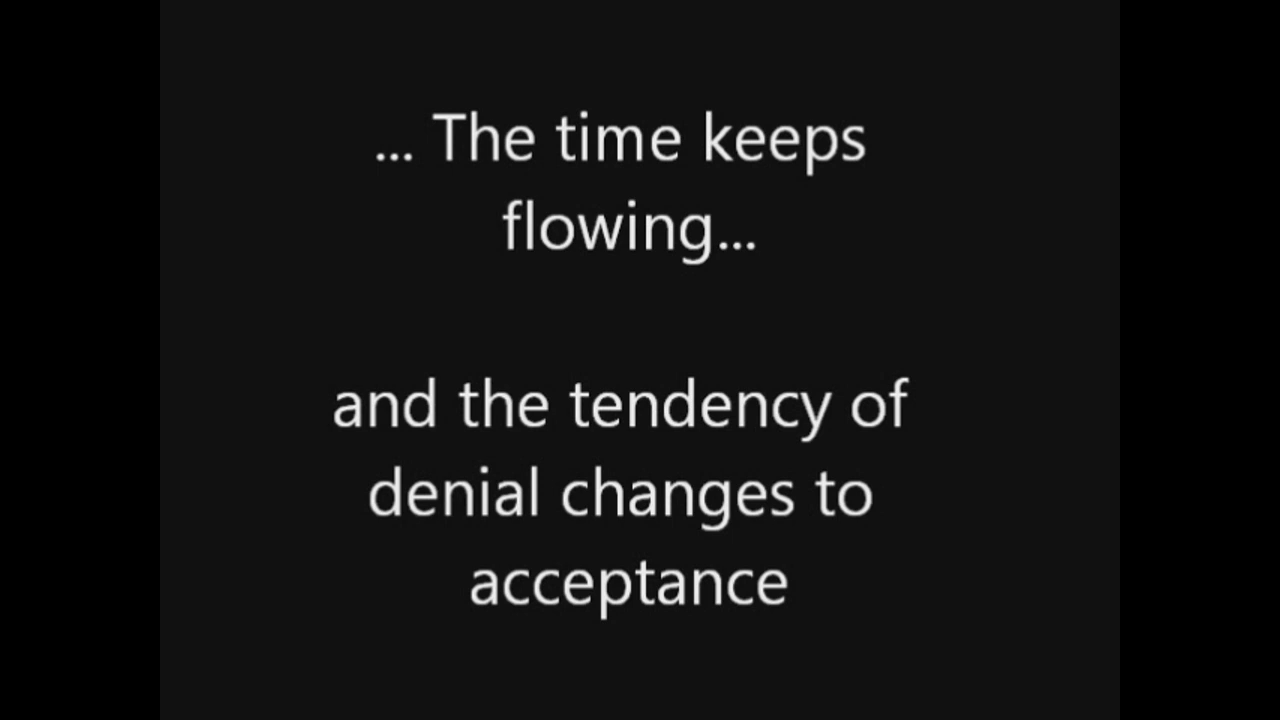 ... The time keeps
flowing...
and the tendency of
denial changes to
acceptance